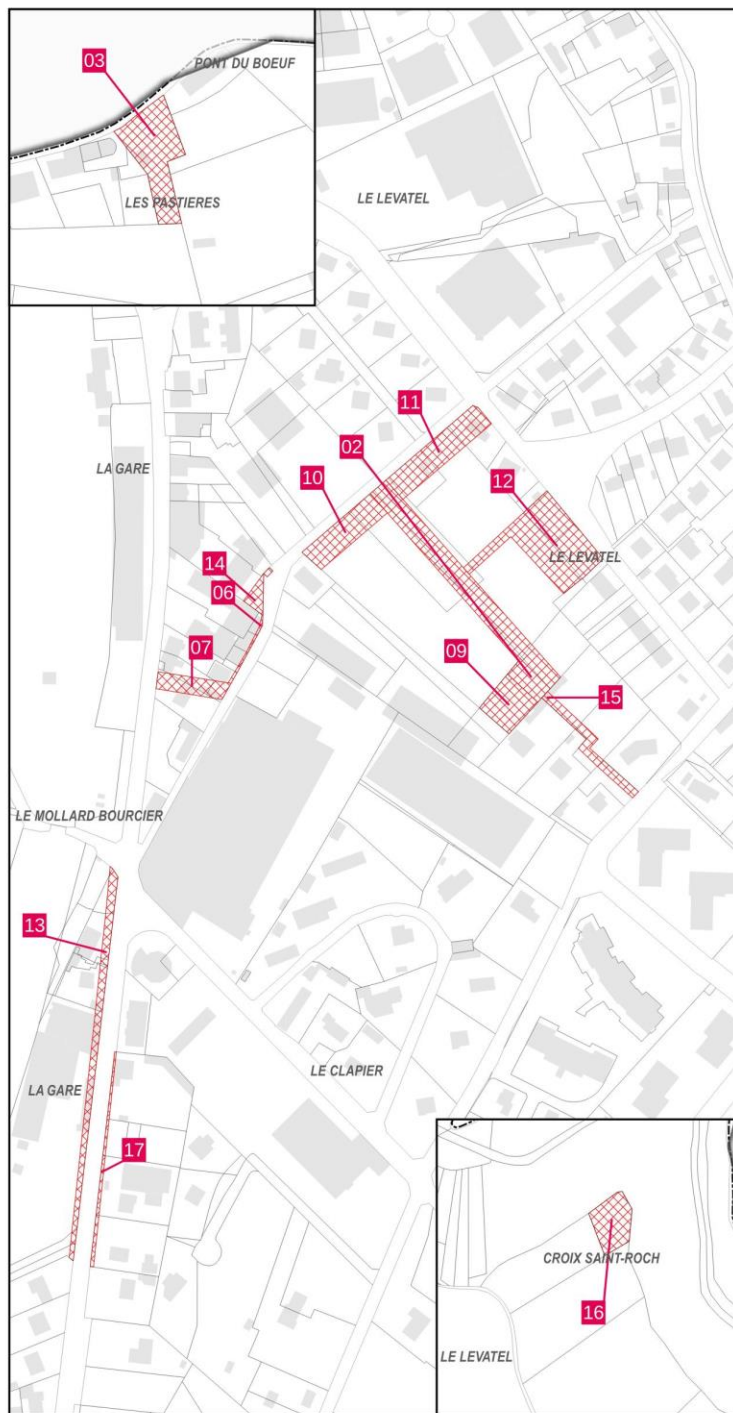 03
PONT DU BOEUF
LES PASTIERES
LE LEVATEL
11
02
LA GARE
10
12
LE LEVATEL
14
06
07
09
15
LE MOLLARD BOURCIER
13
LE CLAPIER
LA GARE
17
CROIX SAINT-ROCH
16
LE LEVATEL